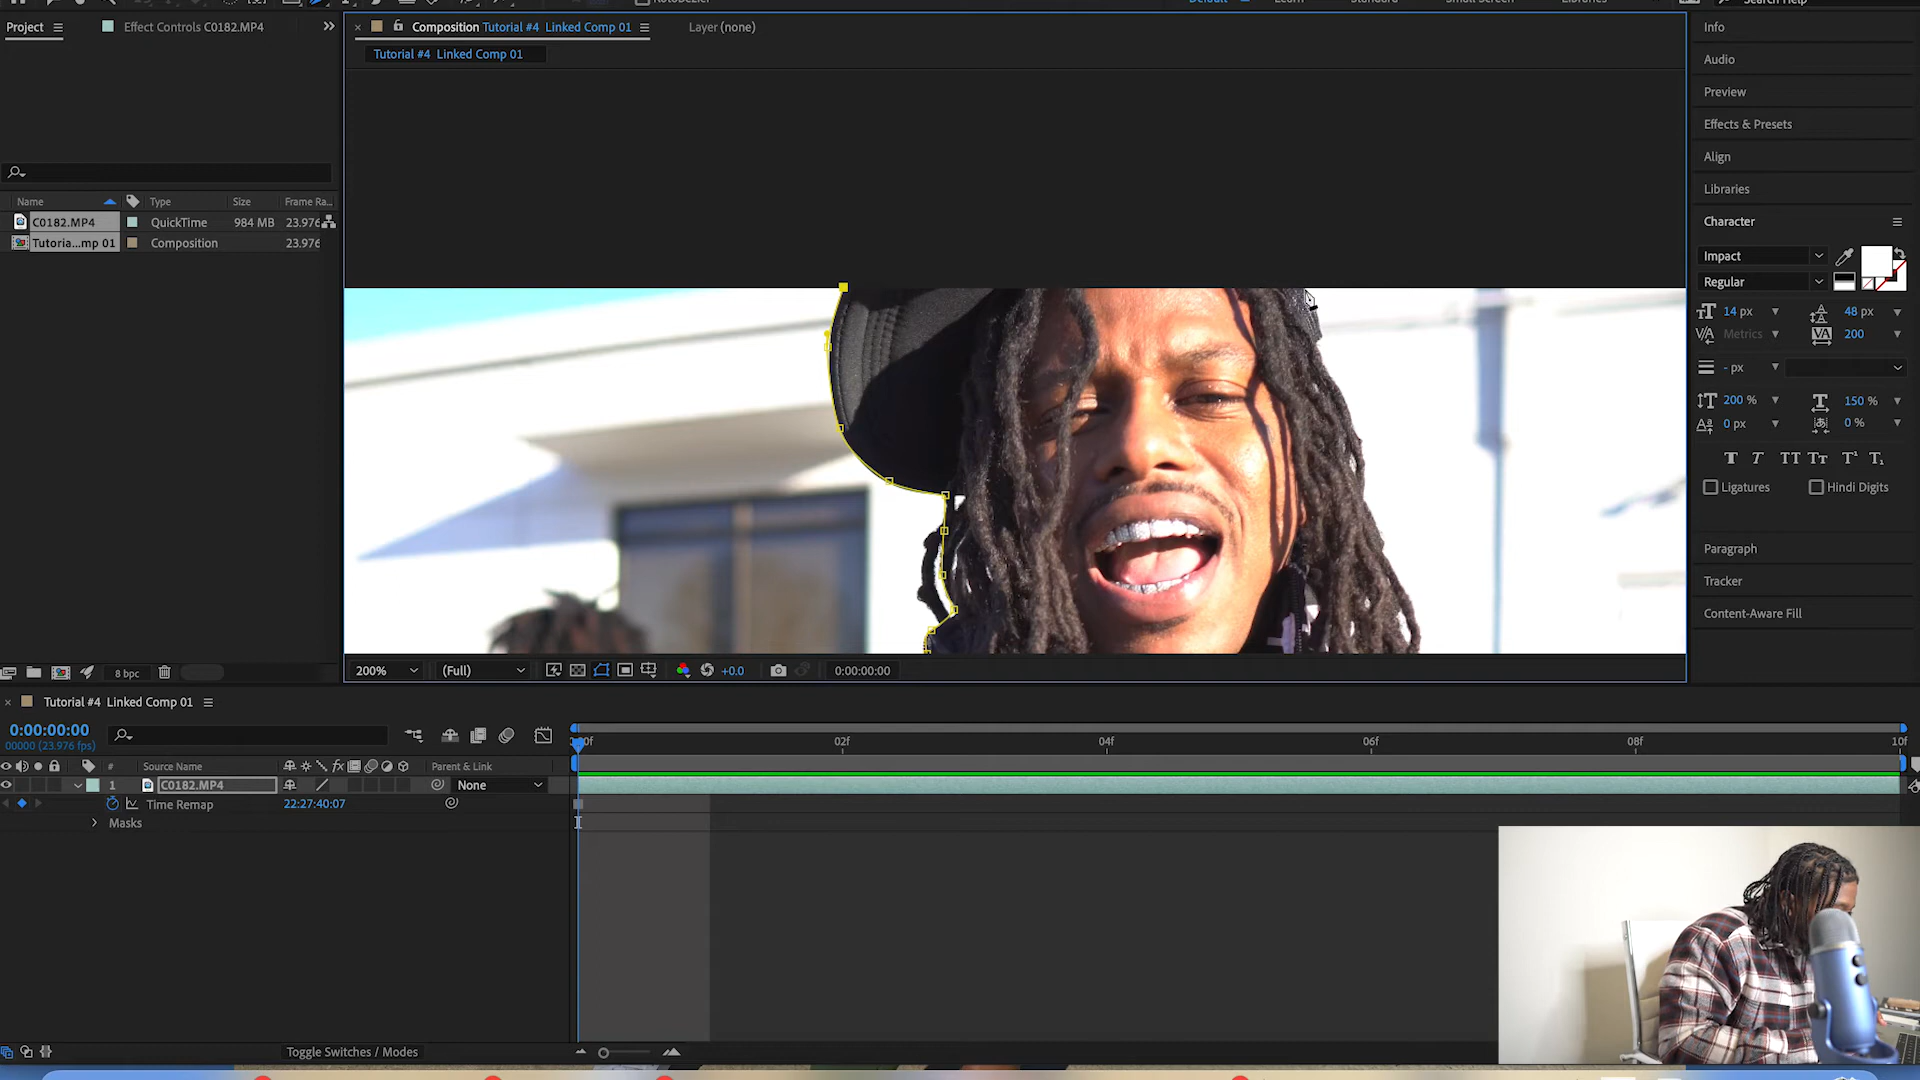 RotoBezier
Default
Learn
Standard
Small Screen
Libraries
Search Help
Project
Effect Controls C0182.MP4
Composition Tutorial #4 Linked Comp 01
Layer (none)
Tutorial #4 Linked Comp 01
Name
Type
Size
Frame Ra...
C0182.MP4
QuickTime
984 MB
23.976
Tutoria...mp 01
Composition
23.976
8 bpc
200%
(Full)
+0.0
0:00:00:00
Info
Audio
Preview
Effects & Presets
Align
Libraries
Character
Impact
Regular
14 px
48 px
Metrics
200
- px
200 %
150 %
0 px
0 %
Ligatures
Hindi Digits
Paragraph
Tracker
Content-Aware Fill
Tutorial #4 Linked Comp 01
0:00:00:00
00000 (23.976 fps)
02f
04f
06f
08f
10f
#
Source Name
Parent & Link
1
C0182.MP4
None
Time Remap
22:27:40:07
Masks
Toggle Switches / Modes